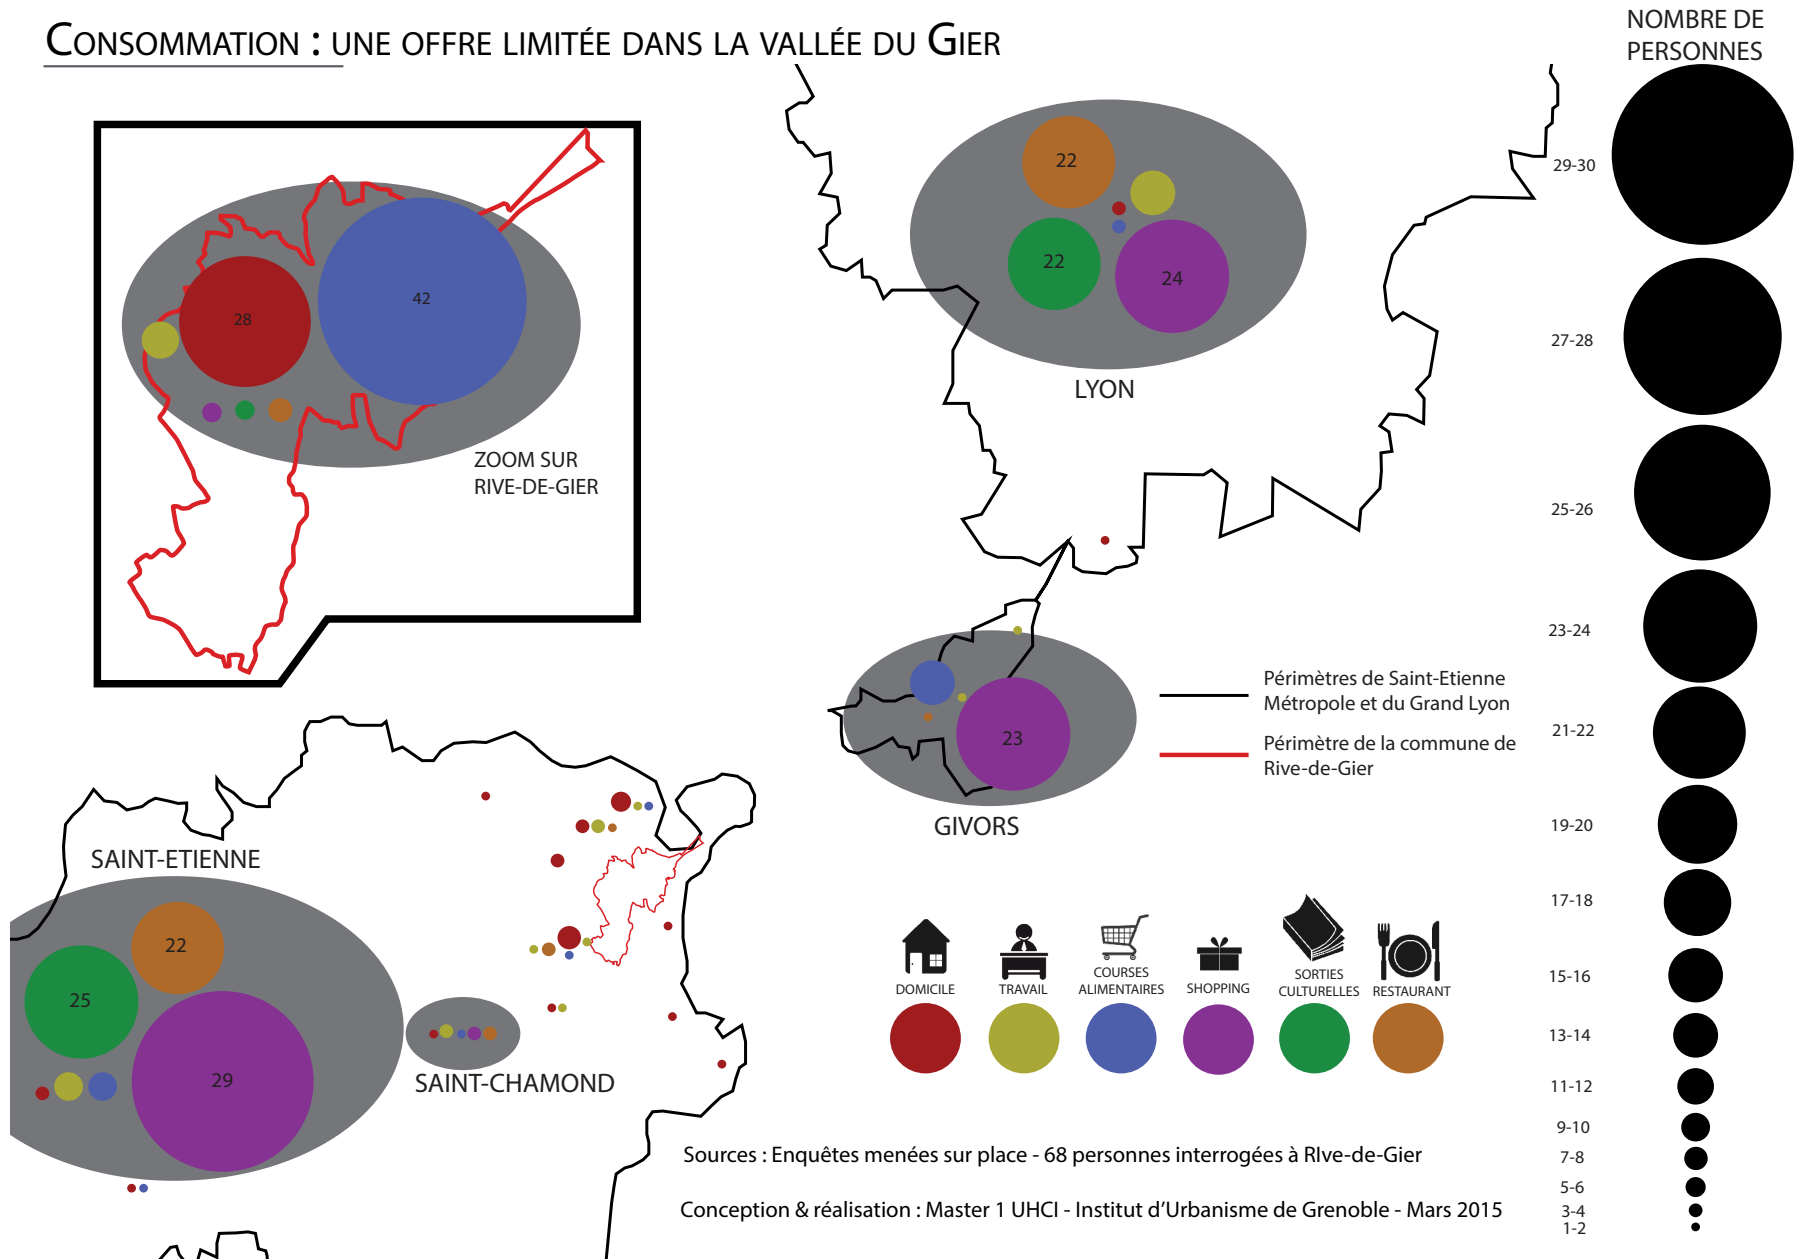 CONSOMMATION : UNE OFFRE LIMITÉE DANS LA VALLÉE DU GIER
NOMBRE DE
PERSONNES
28
42
ZOOM SUR
RIVE-DE-GIER
22
22
24
LYON
23
GIVORS
Périmètres de Saint-Etienne
Métropole et du Grand Lyon
Périmètre de la commune de
Rive-de-Gier
SAINT-ETIENNE
22
25
29
SAINT-CHAMOND
DOMICILE
TRAVAIL
COURSES
ALIMENTAIRES
SHOPPING
SORTIES
CULTURELLES
RESTAURANT
29-30
27-28
25-26
23-24
21-22
19-20
17-18
15-16
13-14
11-12
9-10
7-8
5-6
3-4
1-2
Sources : Enquêtes menées sur place - 68 personnes interrogées à RIve-de-Gier
Conception & réalisation : Master 1 UHCI - Institut d'Urbanisme de Grenoble - Mars 2015